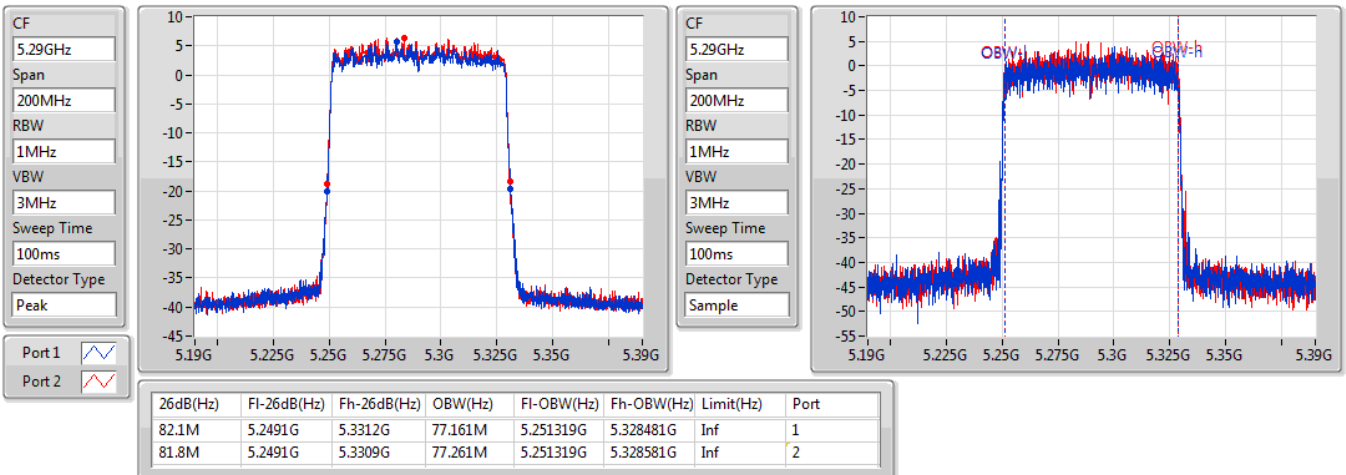 CF
5.29GHz
Span
200MHz
RBW
1MHz
VBW
3MHz
Sweep Time
100ms
Detector Type
Peak
Port 1
Port 2
10
5
0
-5
-10
-15
-20
-25
-30
-35
-40
-45
5.19G 5.225G 5.25G 5.275G 5.3G 5.325G 5.35G 5.39G
CF
5.29GHz
Span
200MHz
RBW
1MHz
VBW
3MHz
Sweep Time
100ms
Detector Type
Sample
10
5
0
-5
-10
-15
-20
-25
-30
-35
-40
-45
-50
-55
OBW-l OBW-h
OBW-h
5.19G 5.225G 5.25G 5.275G 5.3G 5.325G 5.35G 5.39G
26dB(Hz) Fl-26dB(Hz) Fh-26dB(Hz) OBW(Hz) Fl-OBW(Hz) Fh-OBW(Hz) Limit(Hz) Port
82.1M 5.2491G 5.3312G 77.161M 5.251319G 5.328481G Inf 1
81.8M 5.2491G 5.3309G 77.261M 5.251319G 5.328581G Inf 2